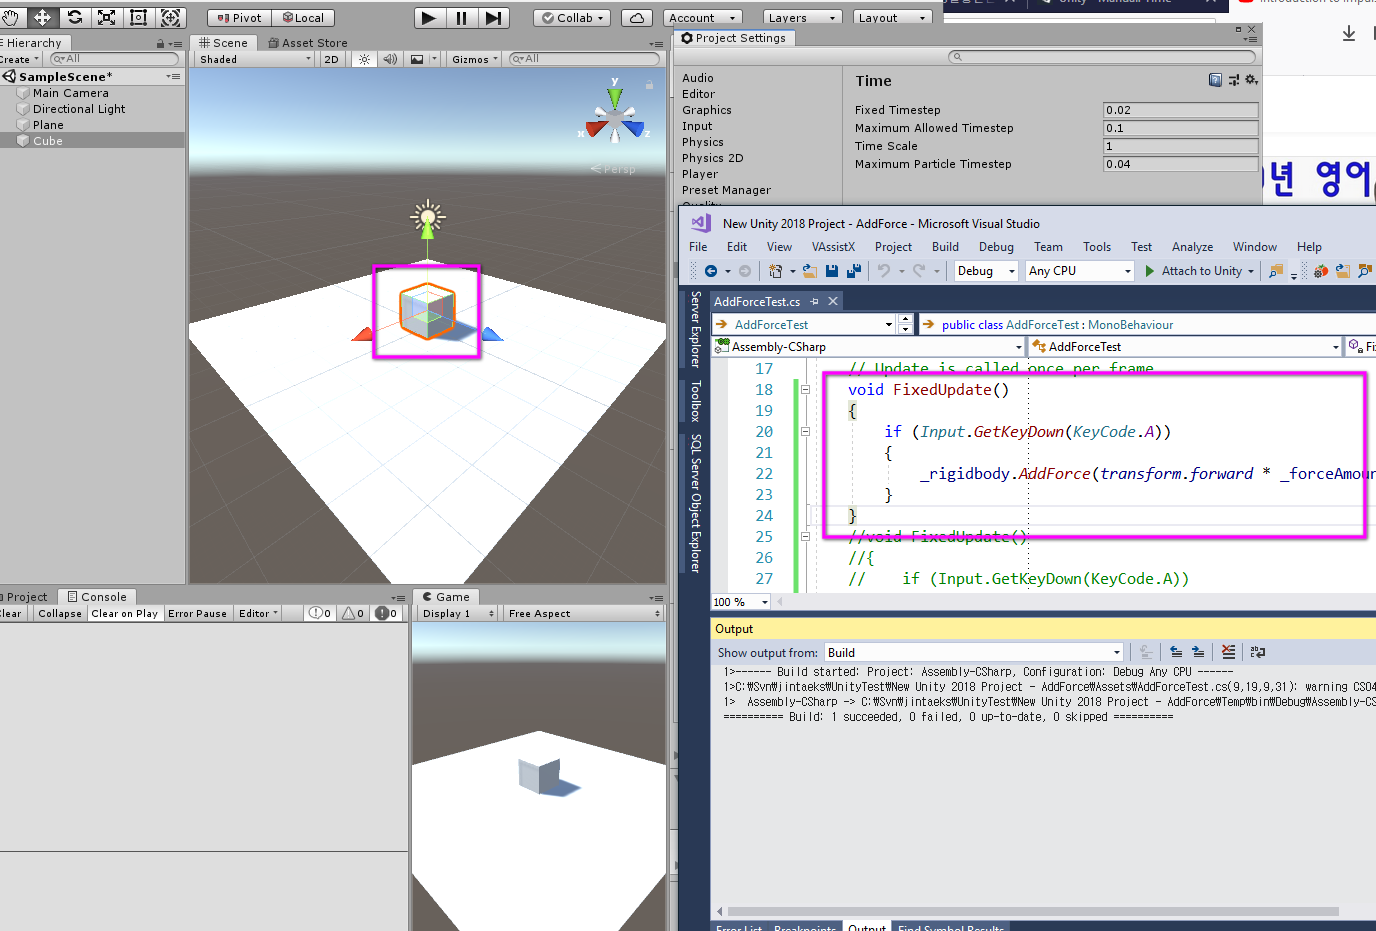 Pivot
Local
Collab
Account
Layers
Layout
Hierarchy
Scene
Asset Store
Project Settings
All
Shaded
2D
Gizmos
All
SampleScene*
Main Camera
Directional Light
Plane
Cube
y
x
z
Persp
Audio
Editor
Graphics
Input
Physics
Physics 2D
Player
Preset Manager
Quality
Time
Fixed Timestep
0.02
Maximum Allowed Timestep
0.1
Time Scale
1
Maximum Particle Timestep
0.04
년 영어
New Unity 2018 Project - AddForce - Microsoft Visual Studio
File Edit View VAssistX Project Build Debug Team Tools Test Analyze Window Help
Debug
Any CPU
Attach to Unity
Server Explorer
Toolbox
SQL Server Object Explorer
AddForceTest.cs
AddForceTest
public class AddForceTest : MonoBehaviour
Assembly-CSharp
AddForceTest
17 // Update is called once per frame
18 void FixedUpdate()
19 {
20 if (Input.GetKeyDown(KeyCode.A))
21 {
22 _rigidbody.AddForce(transform.forward * _forceAmoun
23 }
24 }
25 //void FixedUpdate()
26 //{
27 // if (Input.GetKeyDown(KeyCode.A))
100 %
Output
Show output from: Build
1>------ Build started: Project: Assembly-CSharp, Configuration: Debug Any CPU ------
1>C:₩Svn₩jintaeks₩UnityTest₩New Unity 2018 Project - AddForce₩Assets₩AddForceTest.cs(9,19,9,31): warning CS04
1>  Assembly-CSharp -> C:₩Svn₩jintaeks₩UnityTest₩New Unity 2018 Project - AddForce₩Temp₩bin₩Debug₩Assembly-CS
========== Build: 1 succeeded, 0 failed, 0 up-to-date, 0 skipped ==========
Error List Breakpoints Output Find Symbol Results
Project
Console
Clear
Collapse
Clear on Play
Error Pause
Editor
0
0
0
Game
Display 1
Free Aspect